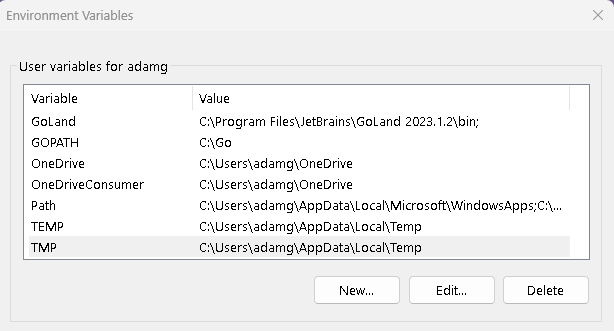 Environment Variables
User variables for adamg
Variable Value
GoLand C:\Program Files\JetBrains\GoLand 2023.1.2\bin;
GOPATH C:\Go
OneDrive C:\Users\adamg\OneDrive
OneDriveConsumer C:\Users\adamg\OneDrive
Path C:\Users\adamg\AppData\Local\Microsoft\WindowsApps;C:\...
TEMP C:\Users\adamg\AppData\Local\Temp
TMP C:\Users\adamg\AppData\Local\Temp
New... Edit... Delete